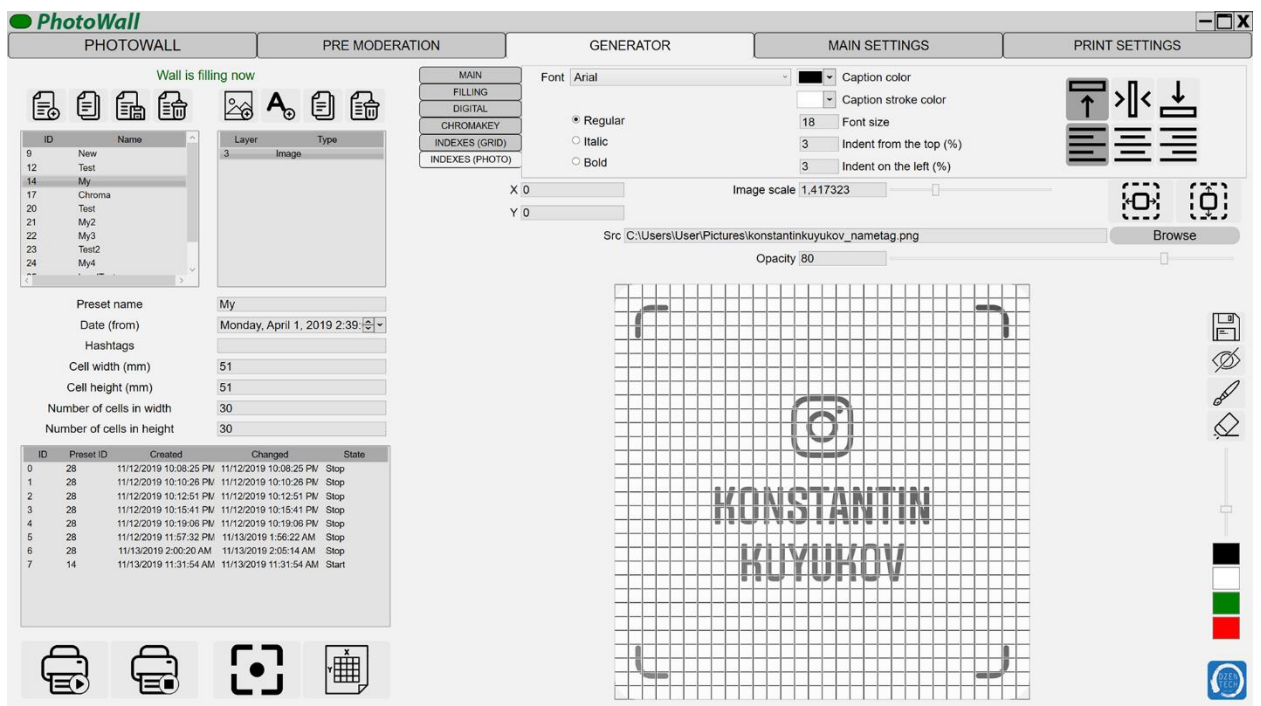 PhotoWall
PHOTOWALL
PRE MODERATION
GENERATOR
MAIN SETTINGS
PRINT SETTINGS
Wall is filling now
ID Name
9 New
12 Test
14 My
17 Chroma
20 Test
21 My2
22 My3
23 Test2
24 My4
Layer Type
3 Image
Preset name My
Date (from) Monday, April 1, 2019 2:39:
Hashtags
Cell width (mm) 51
Cell height (mm) 51
Number of cells in width 30
Number of cells in height 30
ID Preset ID Created Changed State
0 28 11/12/2019 10:08:25 PM 11/12/2019 10:08:25 PM Stop
1 28 11/12/2019 10:10:26 PM 11/12/2019 10:10:26 PM Stop
2 28 11/12/2019 10:12:51 PM 11/12/2019 10:12:51 PM Stop
3 28 11/12/2019 10:15:41 PM 11/12/2019 10:15:41 PM Stop
4 28 11/12/2019 10:19:06 PM 11/12/2019 10:19:06 PM Stop
5 28 11/12/2019 11:57:32 PM 11/13/2019 1:56:22 AM Stop
6 28 11/13/2019 2:00:20 AM 11/13/2019 2:05:14 AM Stop
7 14 11/13/2019 11:31:54 AM 11/13/2019 11:31:54 AM Start
X
Y
MAIN
FILLING
DIGITAL
CHROMAKEY
INDEXES (GRID)
INDEXES (PHOTO)
Font Arial
Regular
Italic
Bold
Caption color
Caption stroke color
18 Font size
3 Indent from the top (%)
3 Indent on the left (%)
X 0
Y 0
Image scale 1,417323
Src C:\Users\User\Pictures\konstantinkuyukov_nametag.png
Browse
Opacity 80
KONSTANTIN
KUYUKOV
DZEN
TECH